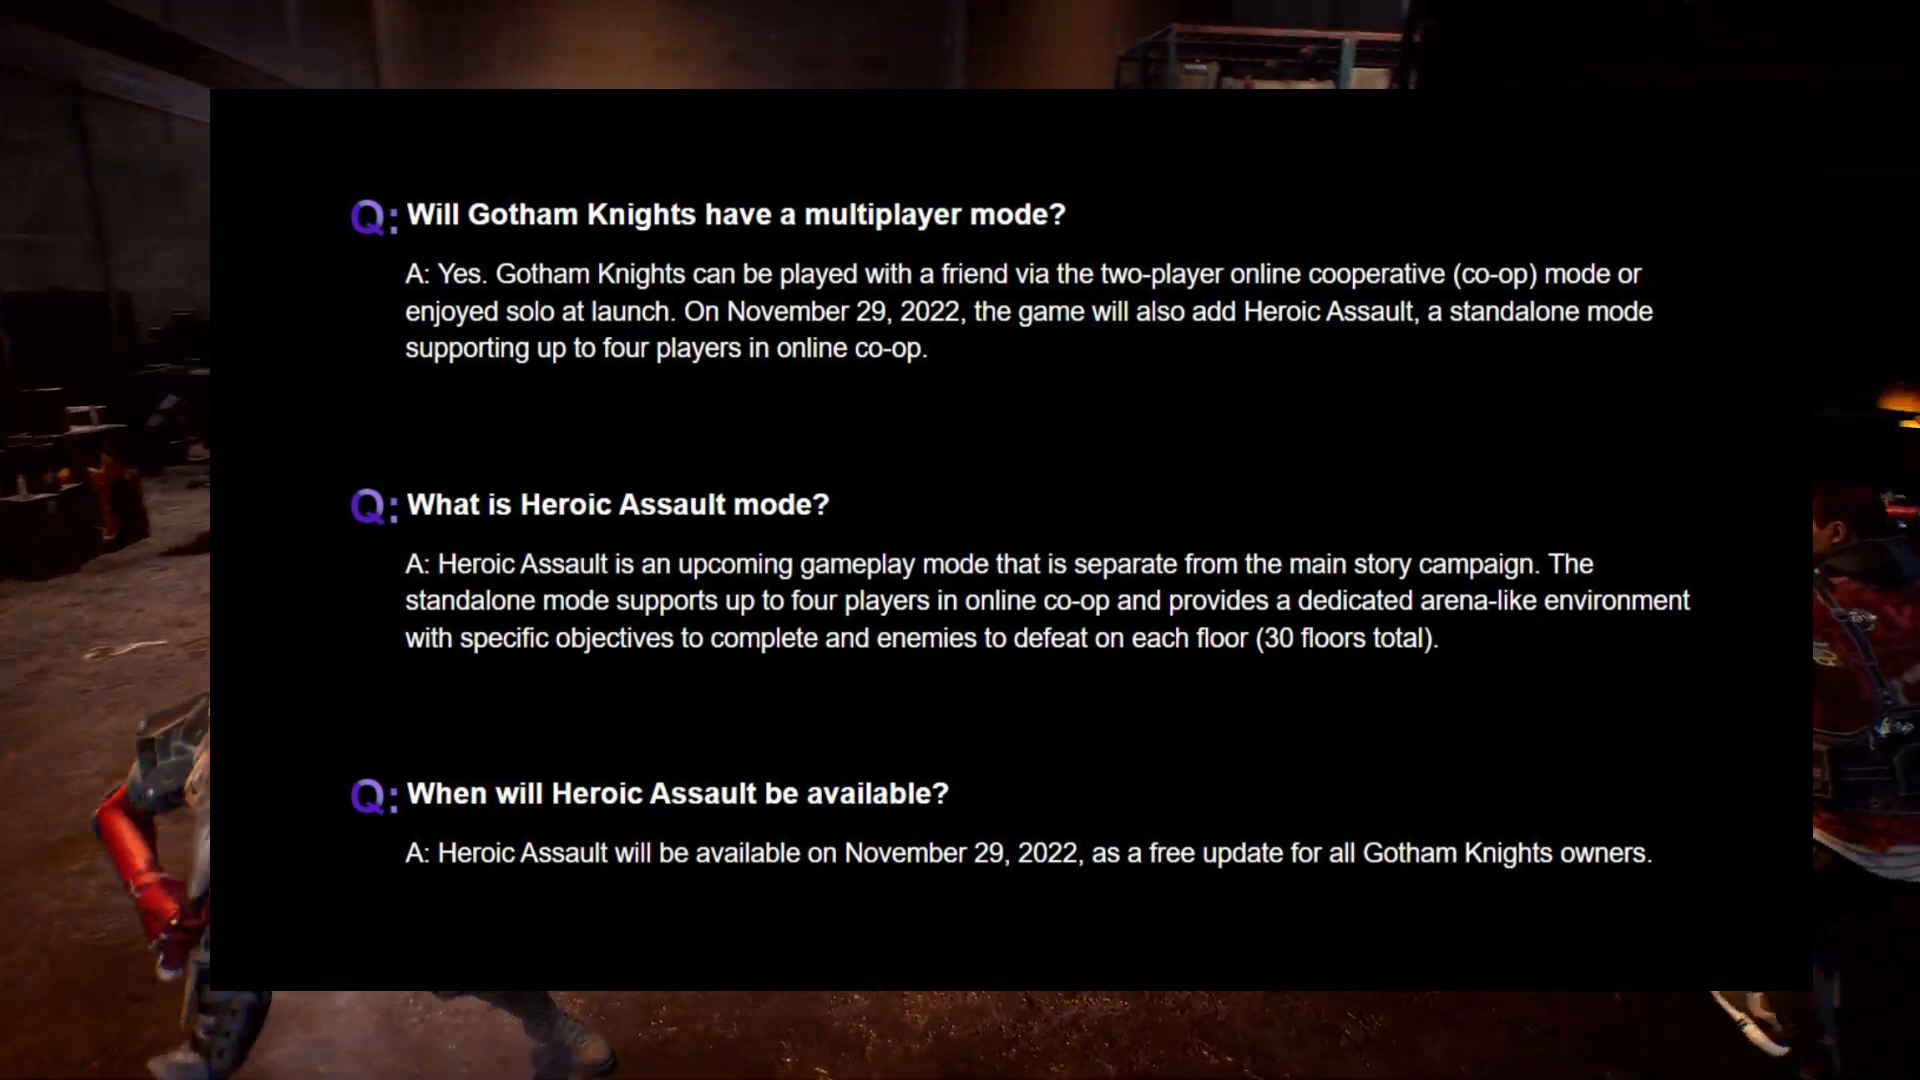 Q: Will Gotham Knights have a multiplayer mode?
A: Yes. Gotham Knights can be played with a friend via the two-player online cooperative (co-op) mode or
enjoyed solo at launch. On November 29, 2022, the game will also add Heroic Assault, a standalone mode
supporting up to four players in online co-op.
Q: What is Heroic Assault mode?
A: Heroic Assault is an upcoming gameplay mode that is separate from the main story campaign. The
standalone mode supports up to four players in online co-op and provides a dedicated arena-like environment
with specific objectives to complete and enemies to defeat on each floor (30 floors total).
Q: When will Heroic Assault be available?
A: Heroic Assault will be available on November 29, 2022, as a free update for all Gotham Knights owners.